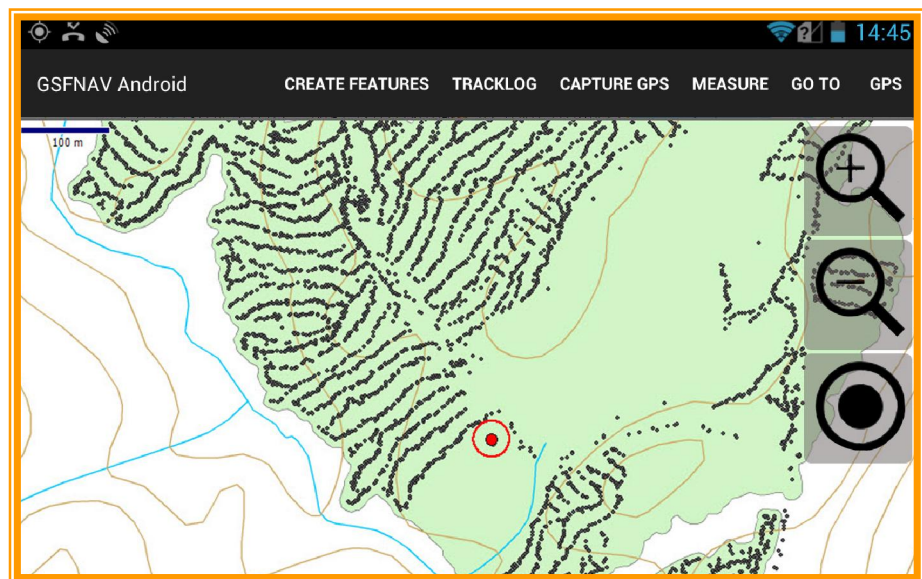 14:45
GSFNAV Android CREATE FEATURES TRACKLOG CAPTURE GPS MEASURE GO TO GPS
100 m